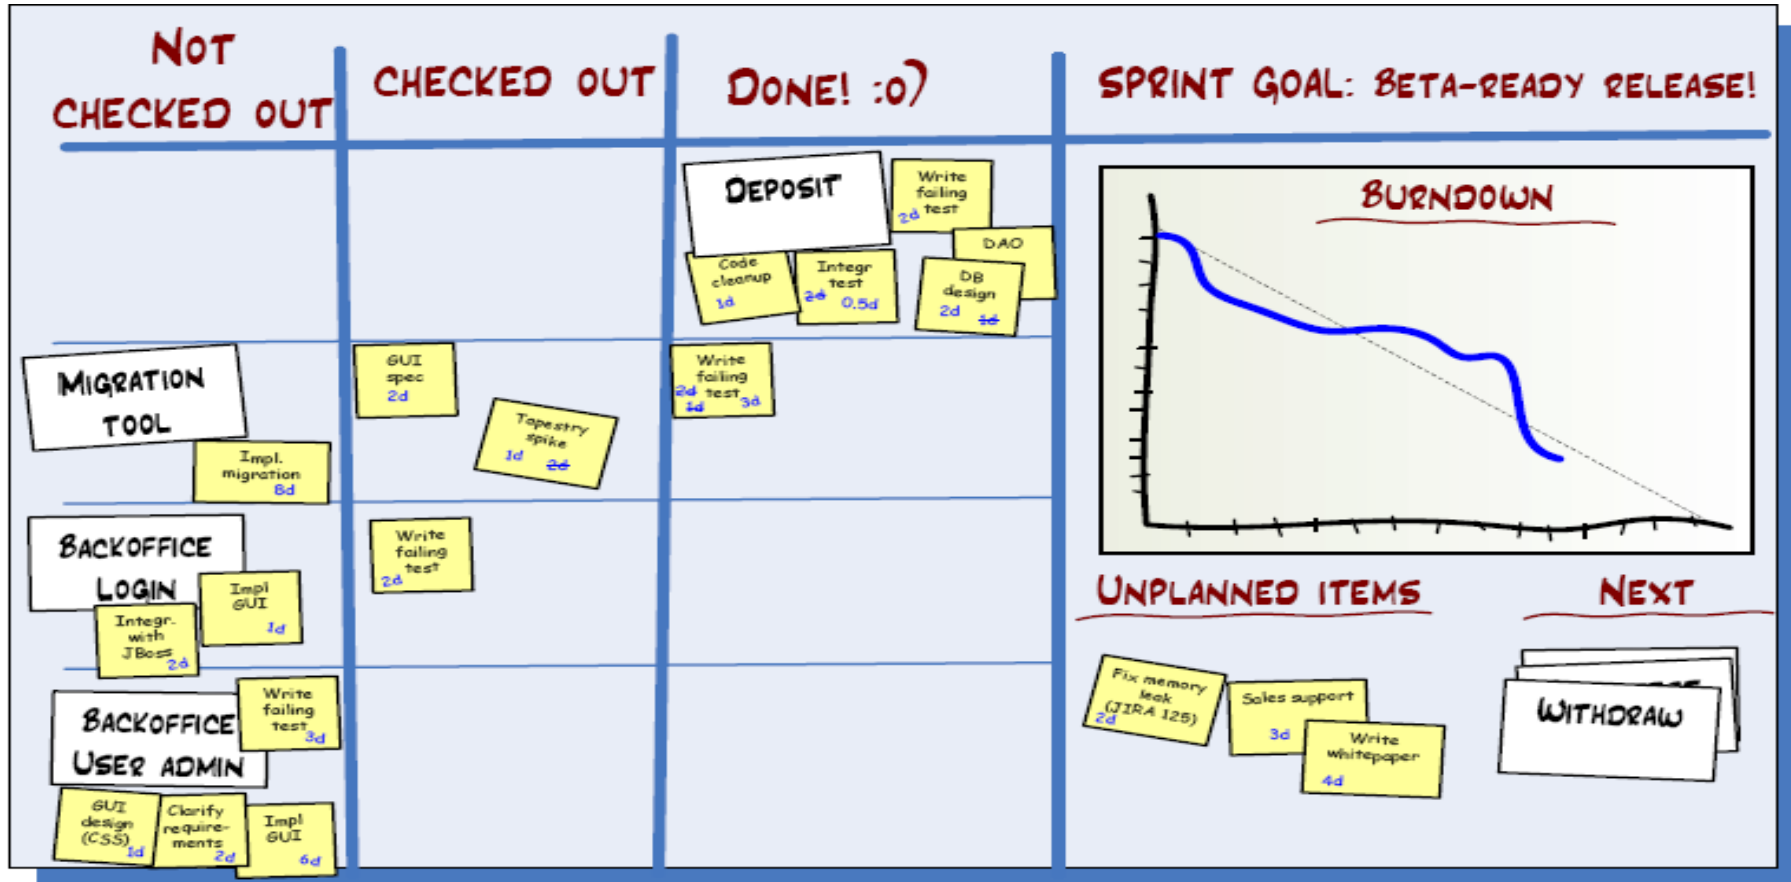 NOT
CHECKED OUT
CHECKED OUT
DONE! :o)
SPRINT GOAL: BETA-READY RELEASE!
DEPOSIT
Write
failing
test
2d
DAO
Code
cleanup
1d
Integr
test
2d 0.5d
DB
design
2d 1d
MIGRATION
TOOL
Impl.
migration
8d
GUI
spec
2d
Tapestry
spike
1d 2d
Write
failing
2d test 3d
1d
BACKOFFICE
LOGIN
Impl
GUI
1d
Integr.
with
JBoss
2d
Write
failing
test
2d
BACKOFFICE
USER ADMIN
Write
failing
test
3d
GUI
design
(CSS)
1d
Clarify
require-
ments
2d
Impl
GUI
6d
BURNDOWN
UNPLANNED ITEMS
NEXT
Fix memory
leak
(JIRA 125)
2d
Sales support
3d
Write
whitepaper
4d
WITHDRAW